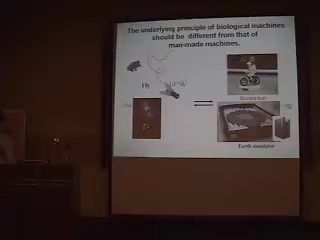 The underlying principle of biological machines
should be different from that of
man-made machines.
Earth simulator